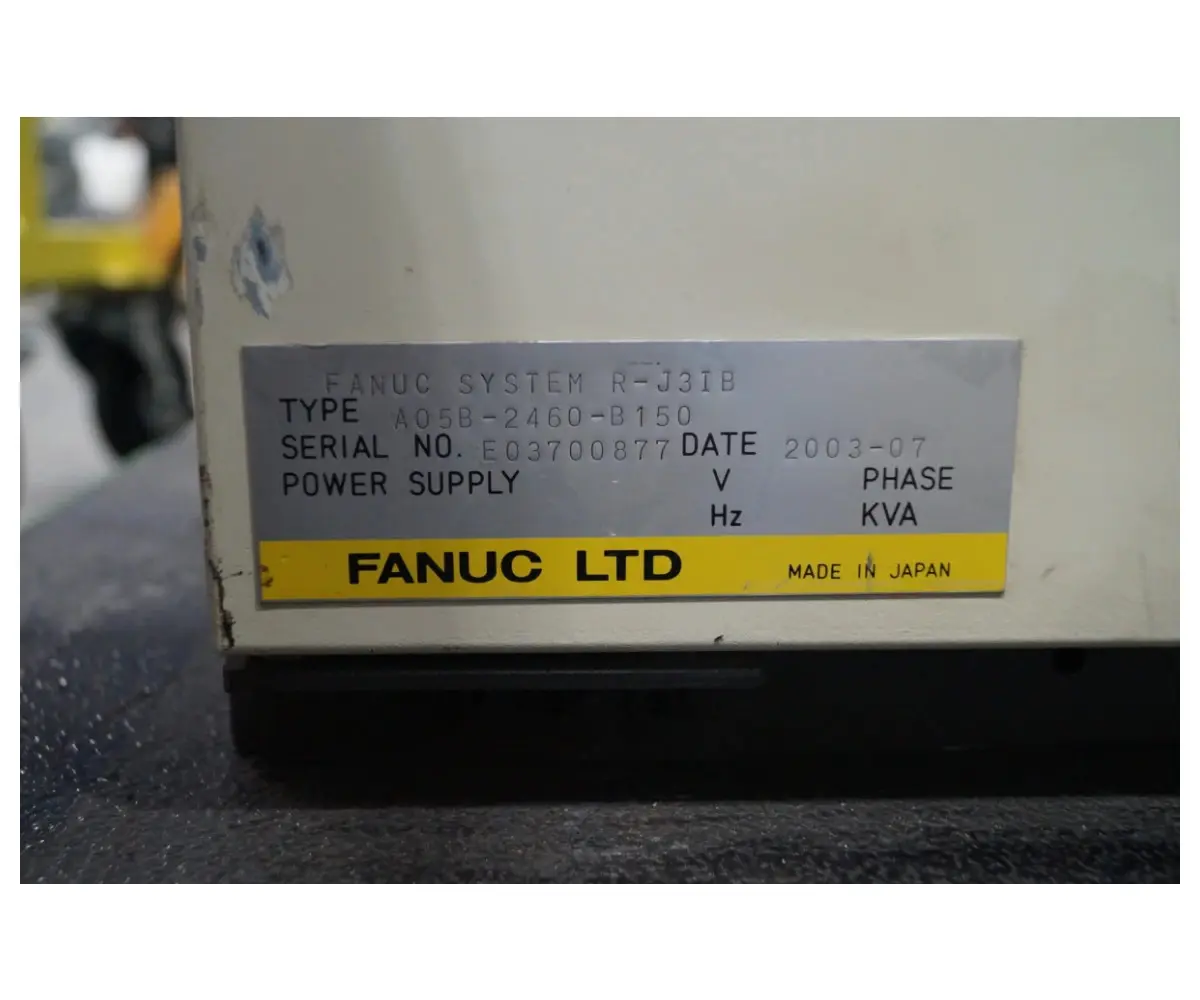 FANUC SYSTEM R-J3IB
TYPE A05B-2460-B150
SERIAL NO. E03700877 DATE 2003-07
POWER SUPPLY V PHASE
Hz KVA
FANUC LTD MADE IN JAPAN